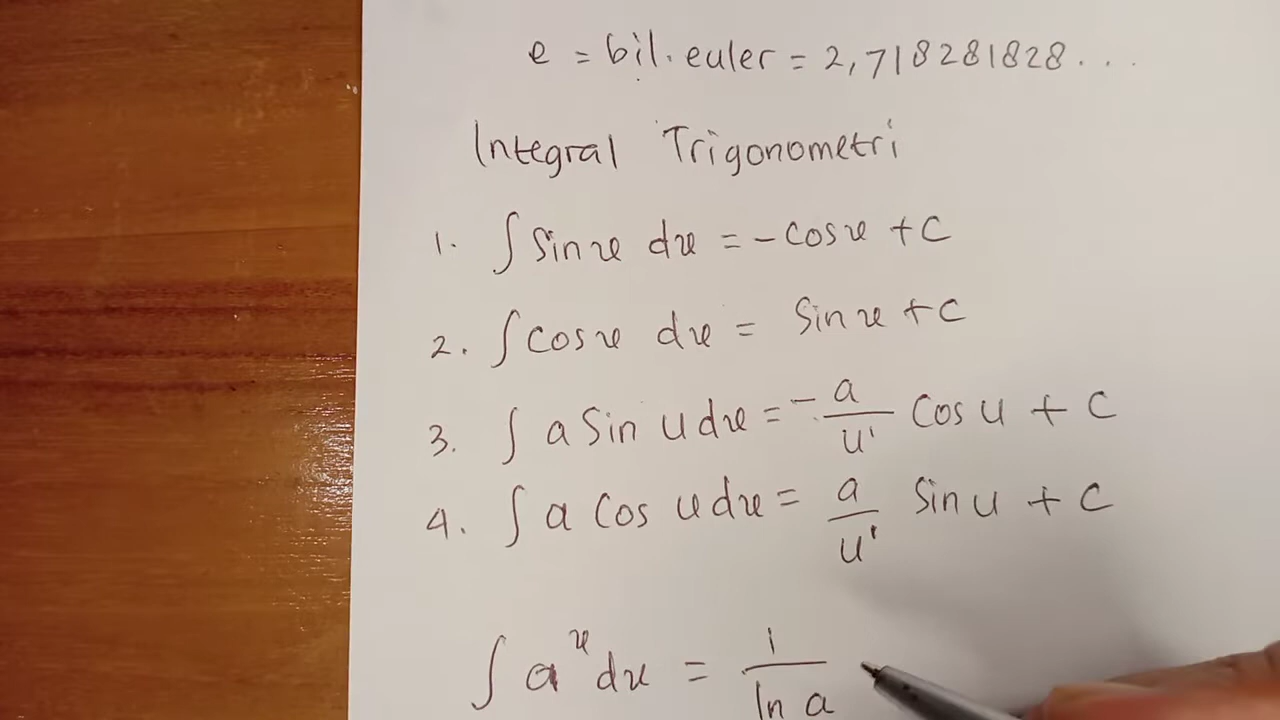 e = bil. euler = 2,718281828...
Integral Trigonometri
1. ∫ sin x dx = -cos x + C
2. ∫ cos x dx = sin x + C
3. ∫ a sin u dx = - a/u' cos u + C
4. ∫ a cos u dx = a/u' sin u + C
∫ a^x dx = 1/ln a